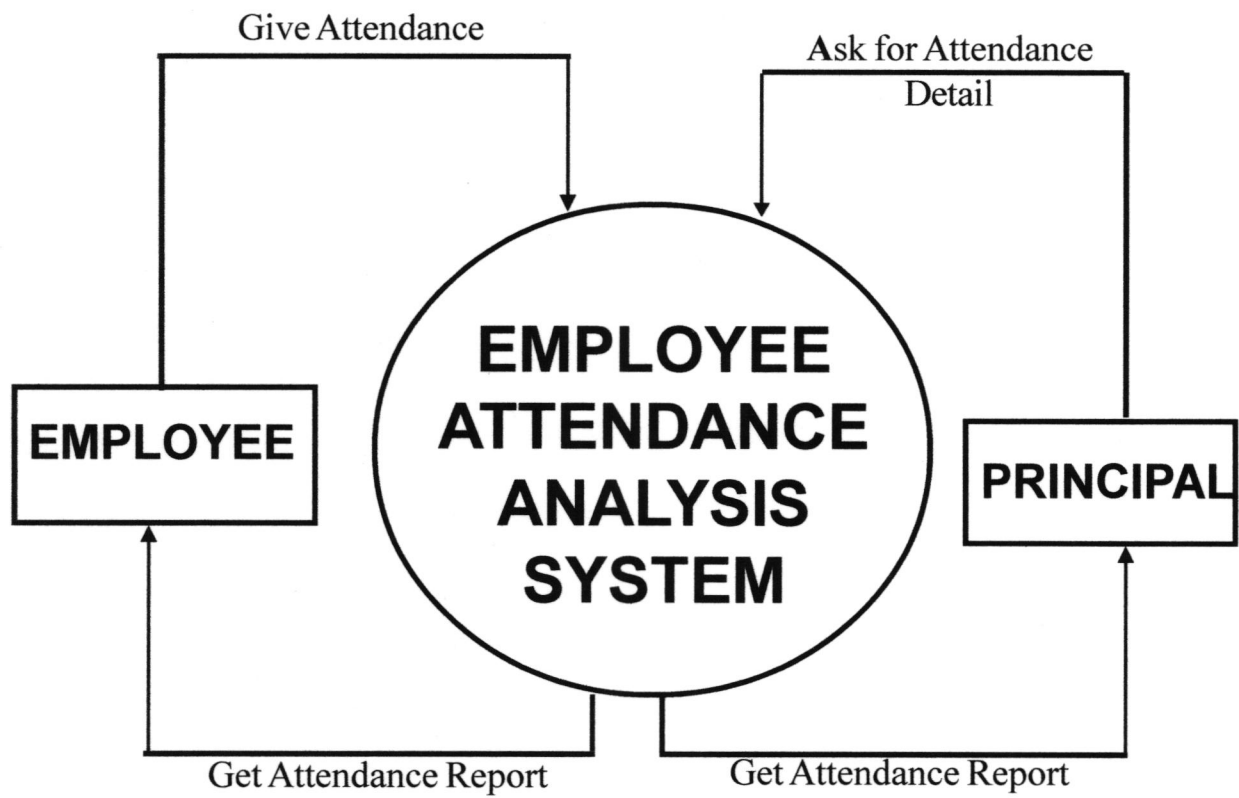 Give Attendance
Ask for Attendance
Detail
EMPLOYEE
ATTENDANCE
ANALYSIS
SYSTEM
EMPLOYEE
PRINCIPAL
Get Attendance Report
Get Attendance Report